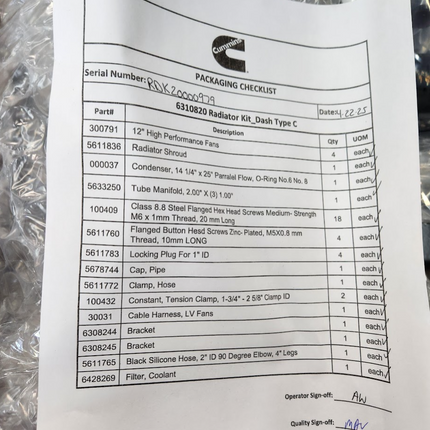 Cummins
PACKAGING CHECKLIST
Serial Number: RDK20000979
6310820 Radiator Kit_Dash Type C Date: 4.22.25
Part# Description Qty UOM
300791 12" High Performance Fans 4 each
5611836 Radiator Shroud 1 each
000037 Condenser, 14 1/4" x 25" Parralel Flow, O-Ring No.6 No. 8 1 each
5633250 Tube Manifold, 2.00" X (3) 1.00" 1 each
100409 Class 8.8 Steel Flanged Hex Head Screws Medium- Strength
M6 x 1mm Thread, 20 mm Long 18 each
5611760 Flanged Button Head Screws Zinc- Plated, M5X0.8 mm
Thread, 10mm LONG 4 each
5611783 Locking Plug For 1" ID 4 each
5678744 Cap, Pipe 1 each
5611772 Clamp, Hose 1 each
100432 Constant, Tension Clamp, 1-3/4" - 2 5/8" Clamp ID 2 each
30031 Cable Harness, LV Fans 1 each
6308244 Bracket 1 each
6308245 Bracket 1 each
5611765 Black Silicone Hose, 2" ID 90 Degree Elbow, 4" Legs 1 each
6428269 Filter, Coolant 1 each
Operator Sign-off: AW
Quality Sign-off: